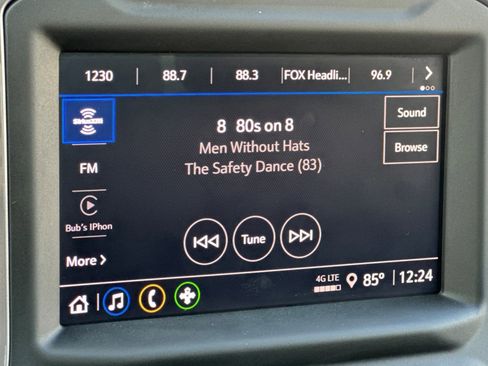 1230 88.7 88.3 FOX Headli... 96.9
SiriusXM
8 80s on 8
Men Without Hats
The Safety Dance (83)
Sound
Browse
FM
Bub's IPhon
More
Tune
4G LTE
85° 12:24